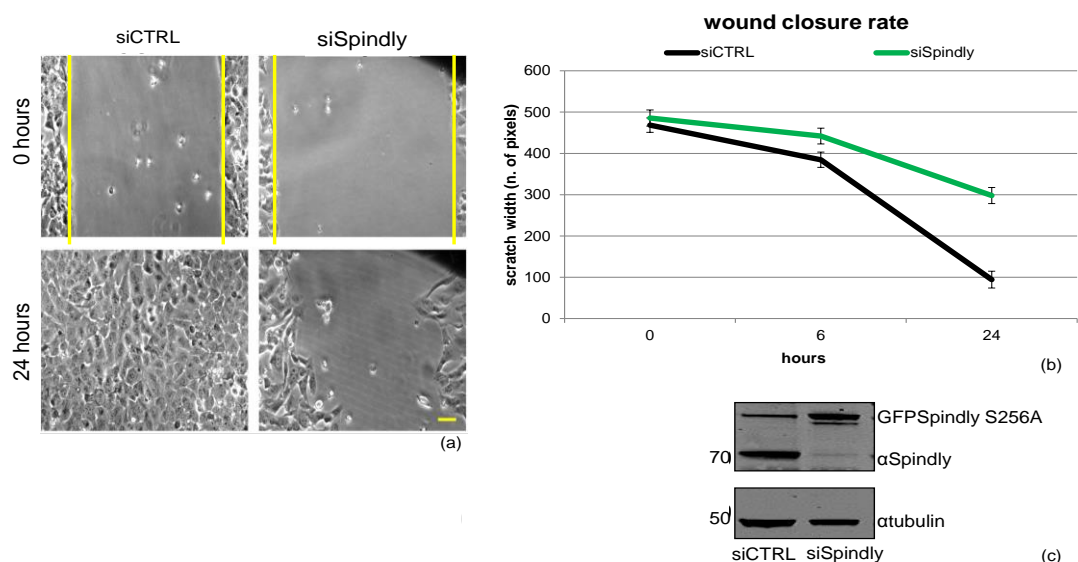 siCTRL
siSpindly
0 hours
24 hours
(a)
wound closure rate
siCTRL
siSpindly
scratch width (n. of pixels)
600
500
400
300
200
100
0
0
6
24
hours
(b)
GFPSpindly S256A
70
αSpindly
50
αtubulin
siCTRL
siSpindly
(c)